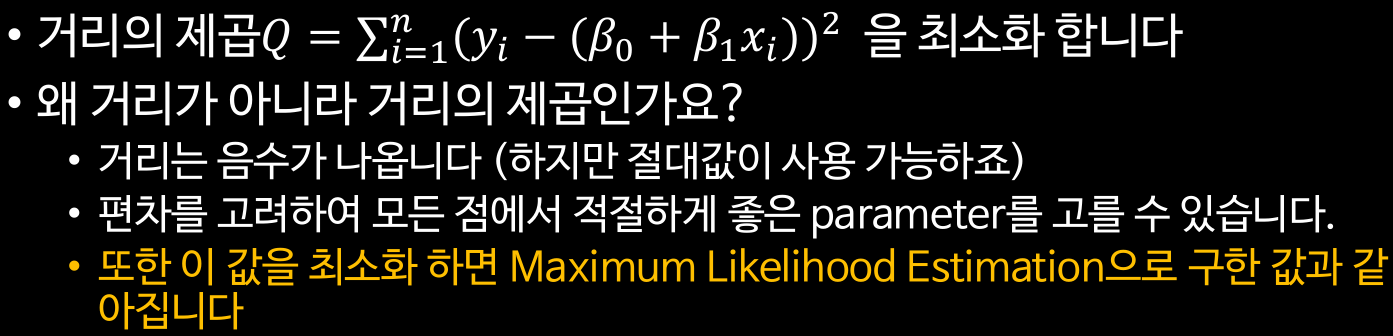 • 거리의 제곱Q = ∑ⁿᵢ₌₁(yᵢ − (β₀ + β₁xᵢ))² 을 최소화 합니다
• 왜 거리가 아니라 거리의 제곱인가요?
• 거리는 음수가 나옵니다 (하지만 절대값이 사용 가능하죠)
• 편차를 고려하여 모든 점에서 적절하게 좋은 parameter를 고를 수 있습니다.
• 또한 이 값을 최소화 하면 Maximum Likelihood Estimation으로 구한 값과 같
아집니다